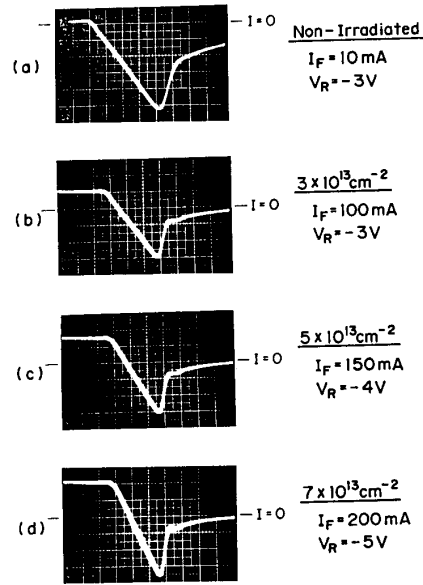 I=0
Non-Irradiated
(a)
I_F = 10 mA
V_R = -3V
3 x 10^13 cm^-2
(b)
I=0
I_F = 100 mA
V_R = -3V
5 x 10^13 cm^-2
(c)
I=0
I_F = 150 mA
V_R = -4V
7 x 10^13 cm^-2
(d)
I=0
I_F = 200 mA
V_R = -5V